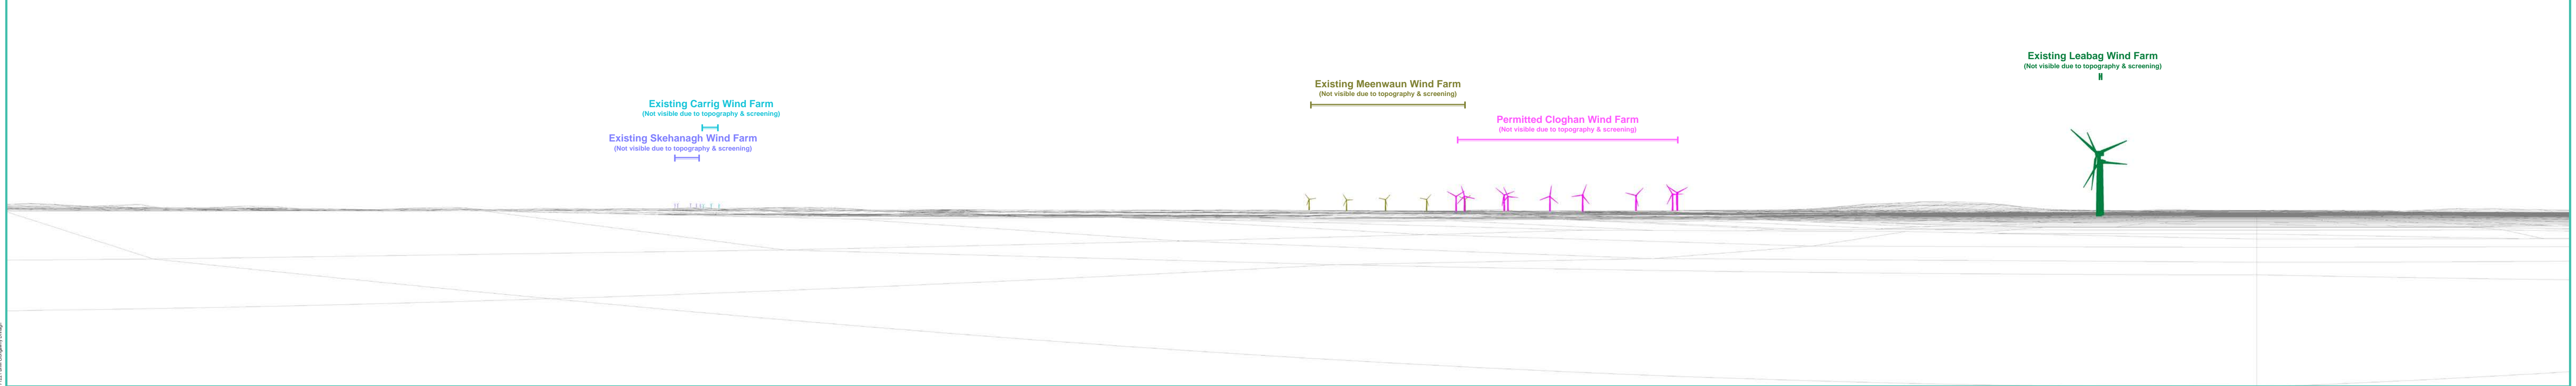 Existing Carrig Wind Farm
(Not visible due to topography & screening)
Existing Skehanagh Wind Farm
(Not visible due to topography & screening)
Existing Meenwaun Wind Farm
(Not visible due to topography & screening)
Permitted Cloghan Wind Farm
(Not visible due to topography & screening)
Existing Leabag Wind Farm
(Not visible due to topography & screening)